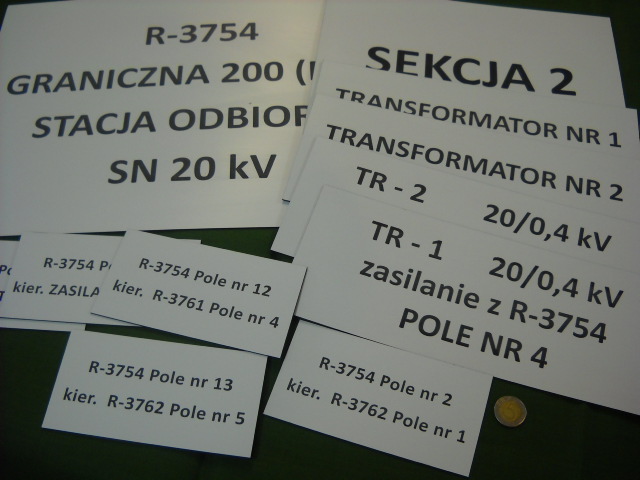 R-3754
GRANICZNA 200
STACJA ODBIOR
SN 20 kV
SEKCJA 2
TRANSFORMATOR NR 1
TRANSFORMATOR NR 2
TR - 2 20/0,4 kV
TR - 1 20/0,4 kV
zasilanie z R-3754
POLE NR 4
R-3754 P
kier. ZASILA
R-3754 Pole nr 12
kier. R-3761 Pole nr 4
R-3754 Pole nr 13
kier. R-3762 Pole nr 5
R-3754 Pole nr 2
kier. R-3762 Pole nr 1